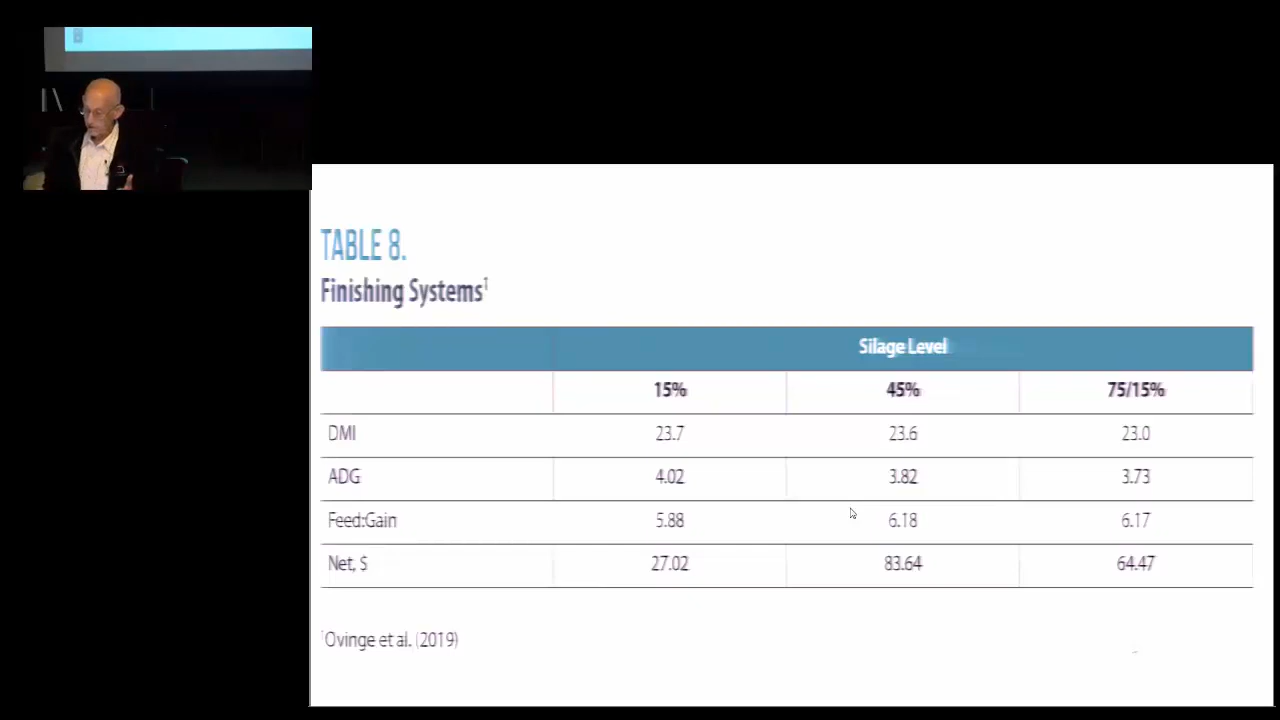 TABLE 8.
Finishing Systems¹
Silage Level
15% 45% 75/15%
DMI 23.7 23.6 23.0
ADG 4.02 3.82 3.73
Feed:Gain 5.88 6.18 6.17
Net, $ 27.02 83.64 64.47
¹Ovinge et al. (2019)